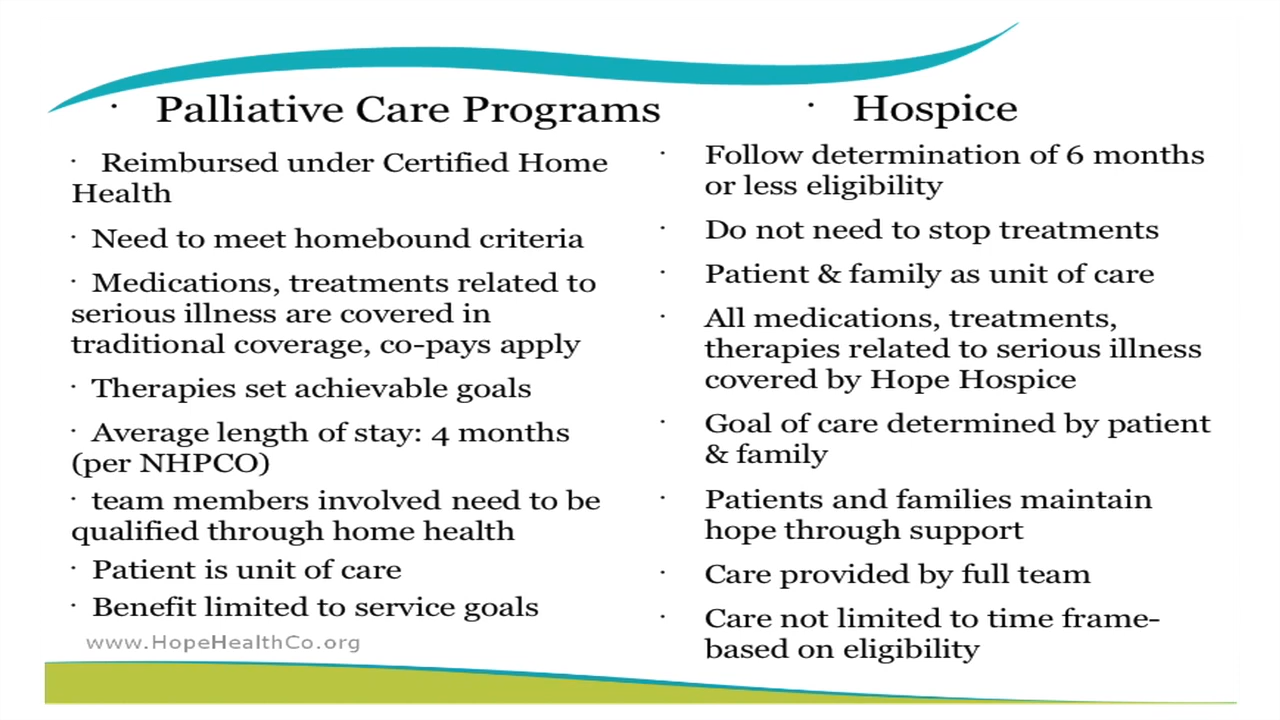 · Palliative Care Programs
· Reimbursed under Certified Home
Health
· Need to meet homebound criteria
· Medications, treatments related to
serious illness are covered in
traditional coverage, co-pays apply
· Therapies set achievable goals
· Average length of stay: 4 months
(per NHPCO)
· team members involved need to be
qualified through home health
· Patient is unit of care
· Benefit limited to service goals
www.HopeHealthCo.org
· Hospice
· Follow determination of 6 months
or less eligibility
· Do not need to stop treatments
· Patient & family as unit of care
· All medications, treatments,
therapies related to serious illness
covered by Hope Hospice
· Goal of care determined by patient
& family
· Patients and families maintain
hope through support
· Care provided by full team
· Care not limited to time frame-
based on eligibility